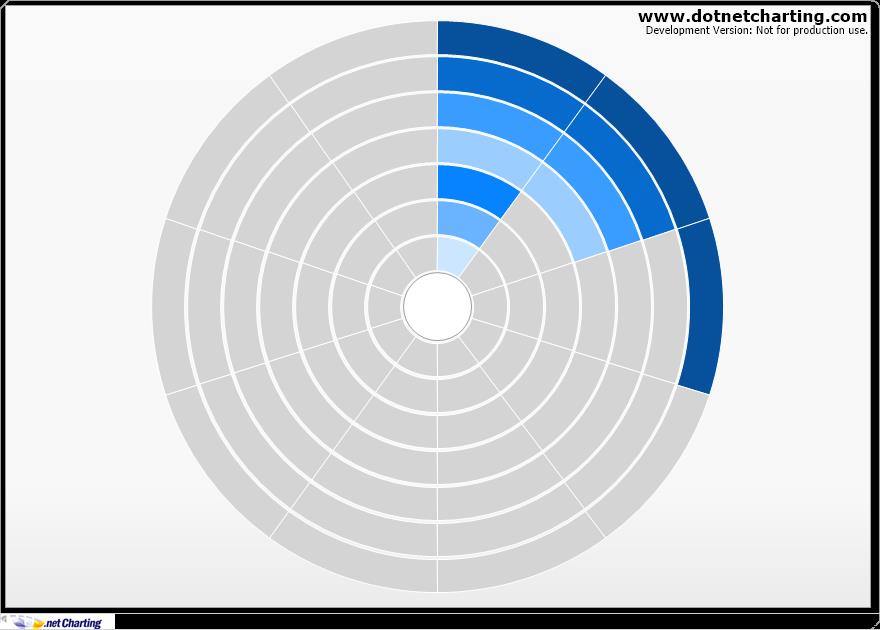 www.dotnetcharting.com
Development Version: Not for production use.
.net Charting